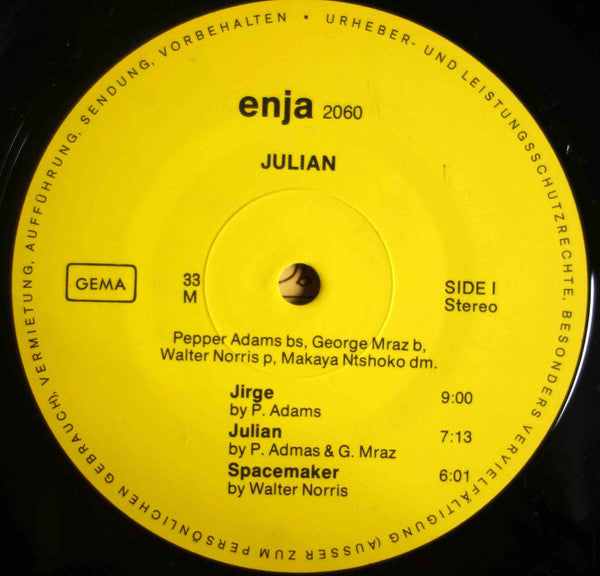 URHEBER- UND LEISTUNGSSCHUTZRECHTE, BESONDERS VERVIELFÄLTIGUNG (AUSSER ZUM PERSÖNLICHEN GEBRAUCH), VERMIETUNG, AUFFÜHRUNG, SENDUNG, VORBEHALTEN •
enja 2060
JULIAN
GEMA
33
M
SIDE I
Stereo
Pepper Adams bs, George Mraz b,
Walter Norris p, Makaya Ntshoko dm.
Jirge 9:00
by P. Adams
Julian 7:13
by P. Admas & G. Mraz
Spacemaker 6:01
by Walter Norris